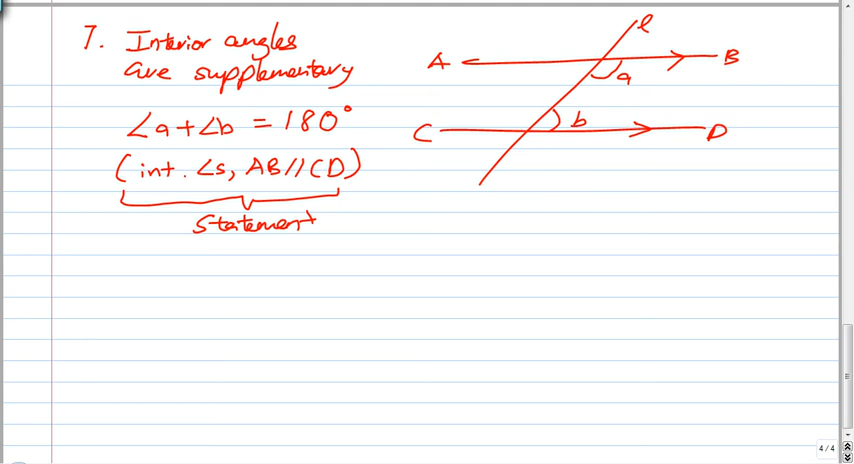 7. Interior angles
are supplementary
∠a+∠b = 180°
(int. ∠s, AB//CD)
Statement
l
A
B
a
b
C
D
4/4